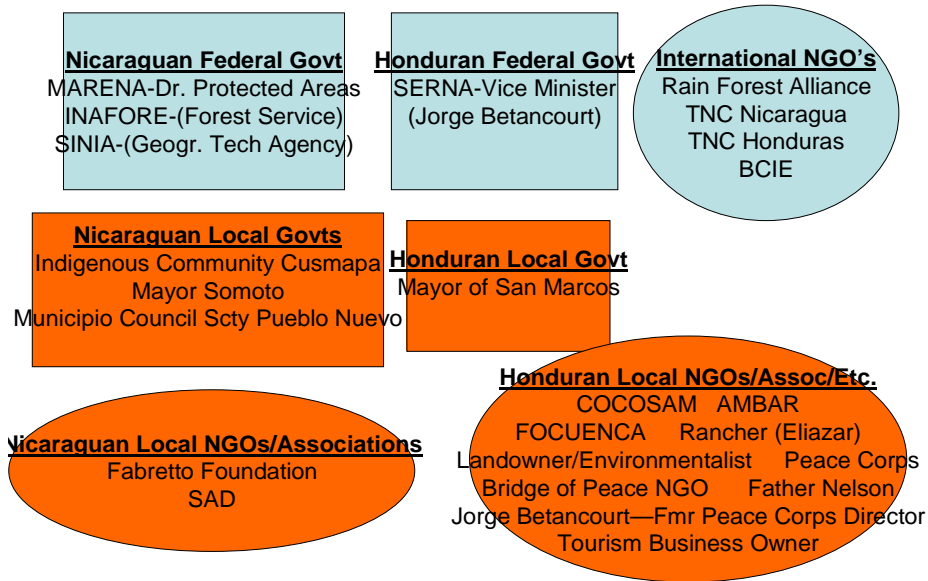 Nicaraguan Federal Govt
MARENA-Dr. Protected Areas
INAFORE-(Forest Service)
SINIA-(Geogr. Tech Agency)
Honduran Federal Govt
SERNA-Vice Minister
(Jorge Betancourt)
International NGO’s
Rain Forest Alliance
TNC Nicaragua
TNC Honduras
BCIE
Nicaraguan Local Govts
Indigenous Community Cusmapa
Mayor Somoto
Municipio Council Scty Pueblo Nuevo
Honduran Local Govt
Mayor of San Marcos
Nicaraguan Local NGOs/Associations
Fabretto Foundation
SAD
Honduran Local NGOs/Assoc/Etc.
COCOSAM AMBAR
FOCUENCA Rancher (Eliazar)
Landowner/Environmentalist Peace Corps
Bridge of Peace NGO Father Nelson
Jorge Betancourt—Fmr Peace Corps Director
Tourism Business Owner